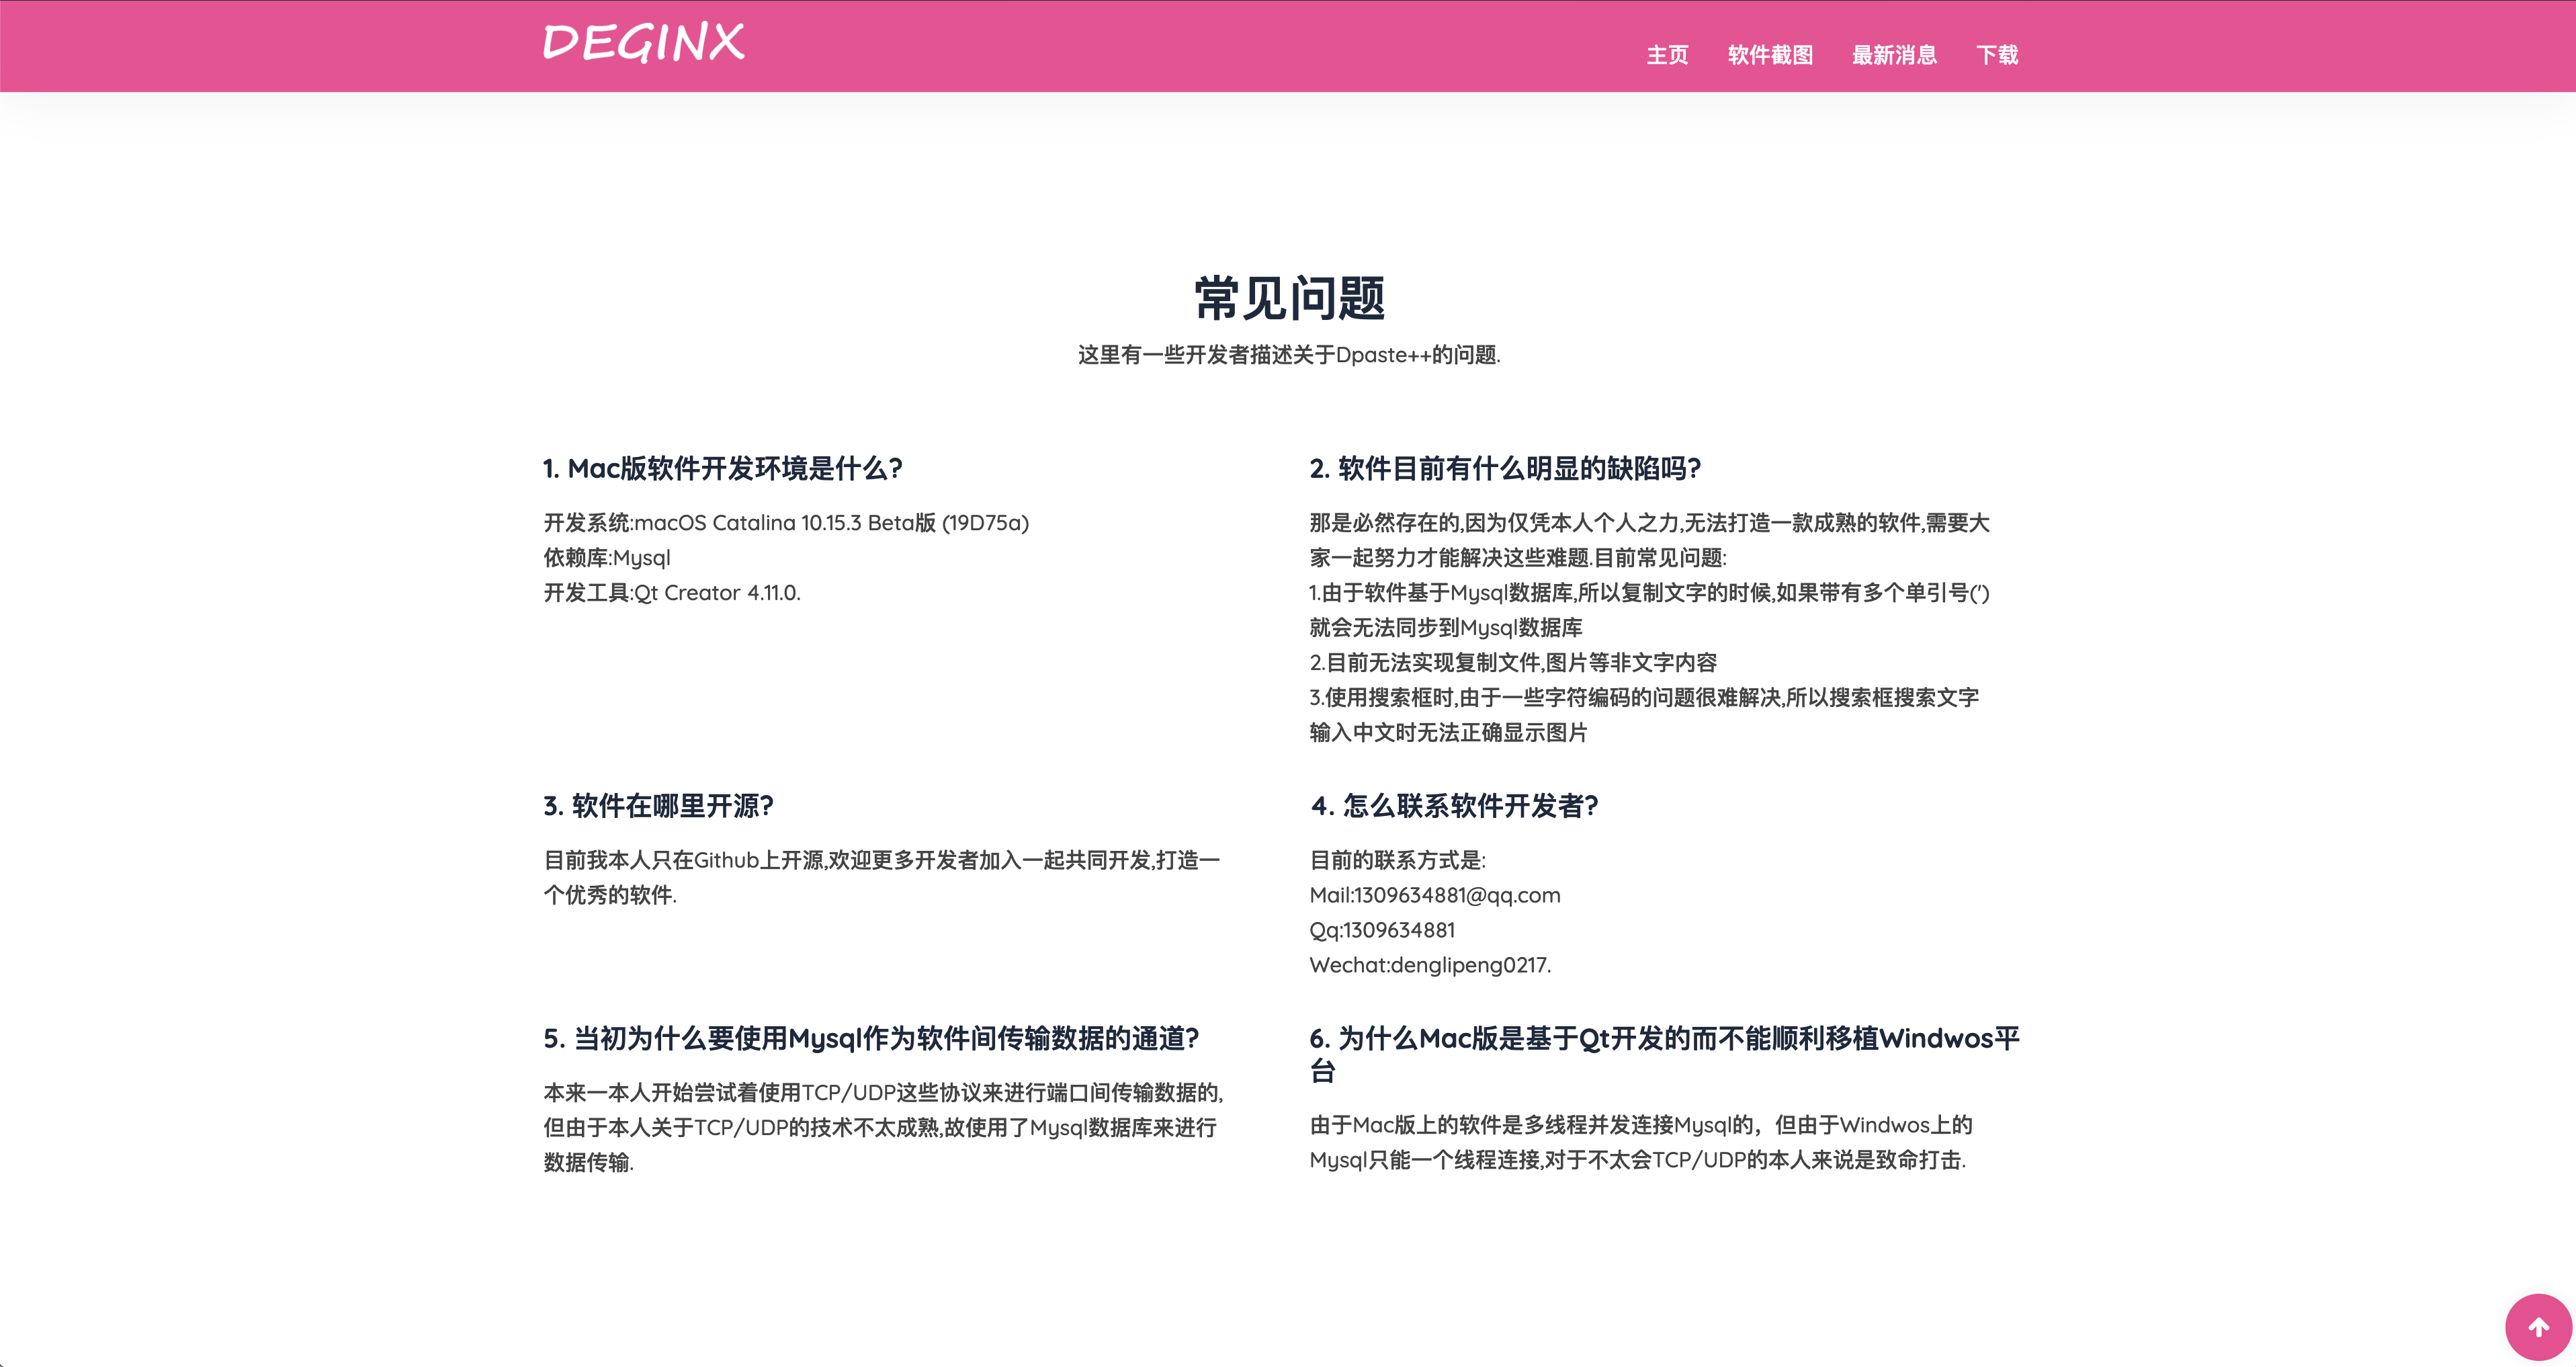 DEGINX
主页 软件截图 最新消息 下载
常见问题
这里有一些开发者描述关于Dpaste++的问题.
1. Mac版软件开发环境是什么?
开发系统:macOS Catalina 10.15.3 Beta版 (19D75a)
依赖库:Mysql
开发工具:Qt Creator 4.11.0.
2. 软件目前有什么明显的缺陷吗?
那是必然存在的,因为仅凭本人个人之力,无法打造一款成熟的软件,需要大
家一起努力才能解决这些难题.目前常见问题:
1.由于软件基于Mysql数据库,所以复制文字的时候,如果带有多个单引号(')
就会无法同步到Mysql数据库
2.目前无法实现复制文件,图片等非文字内容
3.使用搜索框时,由于一些字符编码的问题很难解决,所以搜索框搜索文字
输入中文时无法正确显示图片
3. 软件在哪里开源?
目前我本人只在Github上开源,欢迎更多开发者加入一起共同开发,打造一
个优秀的软件.
4. 怎么联系软件开发者?
目前的联系方式是:
Mail:1309634881@qq.com
Qq:1309634881
Wechat:denglipeng0217.
5. 当初为什么要使用Mysql作为软件间传输数据的通道?
本来一本人开始尝试着使用TCP/UDP这些协议来进行端口间传输数据的,
但由于本人关于TCP/UDP的技术不太成熟,故使用了Mysql数据库来进行
数据传输.
6. 为什么Mac版是基于Qt开发的而不能顺利移植Windwos平
台
由于Mac版上的软件是多线程并发连接Mysql的，但由于Windwos上的
Mysql只能一个线程连接,对于不太会TCP/UDP的本人来说是致命打击.